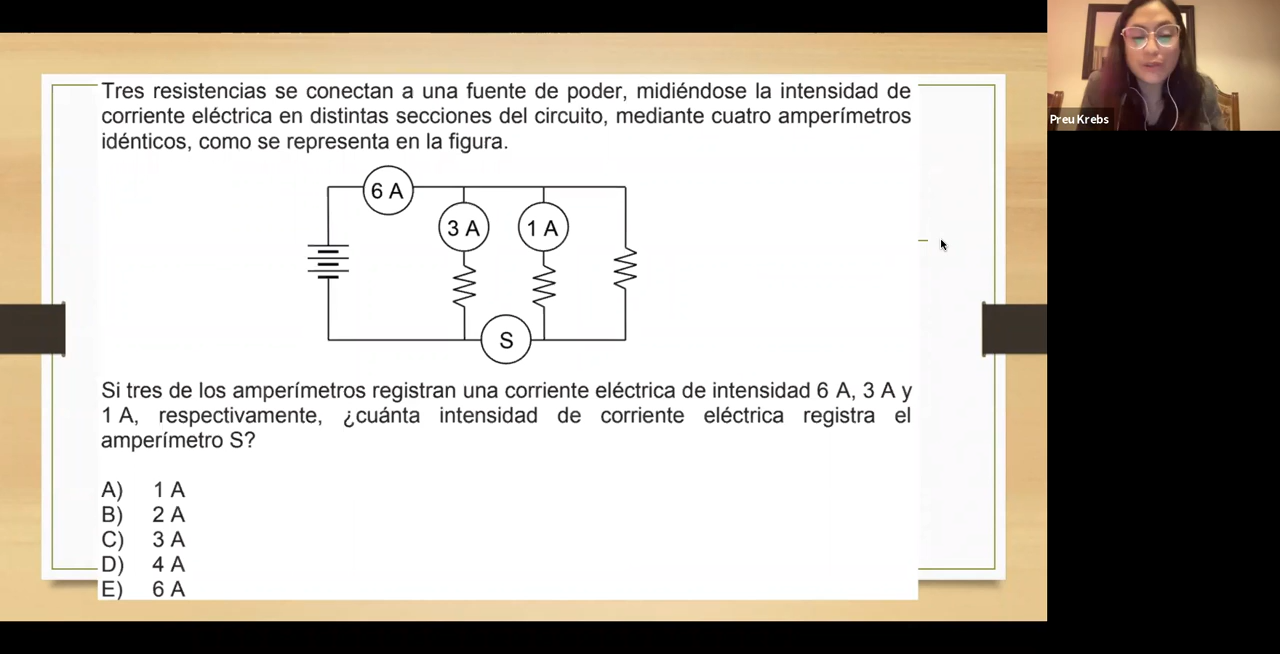 Tres resistencias se conectan a una fuente de poder, midiéndose la intensidad de
corriente eléctrica en distintas secciones del circuito, mediante cuatro amperímetros
idénticos, como se representa en la figura.
6 A
3 A
1 A
S
Si tres de los amperímetros registran una corriente eléctrica de intensidad 6 A, 3 A y
1 A, respectivamente, ¿cuánta intensidad de corriente eléctrica registra el
amperímetro S?
A) 1 A
B) 2 A
C) 3 A
D) 4 A
E) 6 A
Preu Krebs